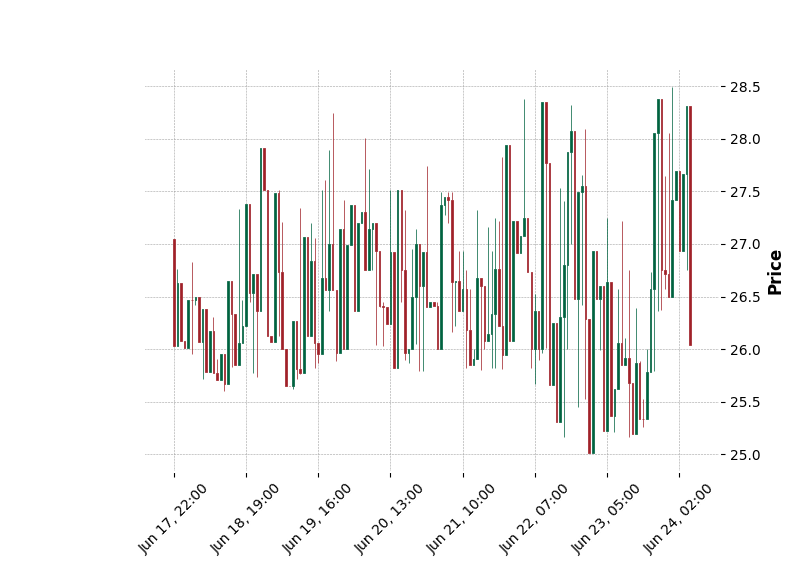 28.5
28.0
27.5
27.0
26.5
26.0
25.5
25.0
Price
Jun 17, 22:00
Jun 18, 19:00
Jun 19, 16:00
Jun 20, 13:00
Jun 21, 10:00
Jun 22, 07:00
Jun 23, 05:00
Jun 24, 02:00